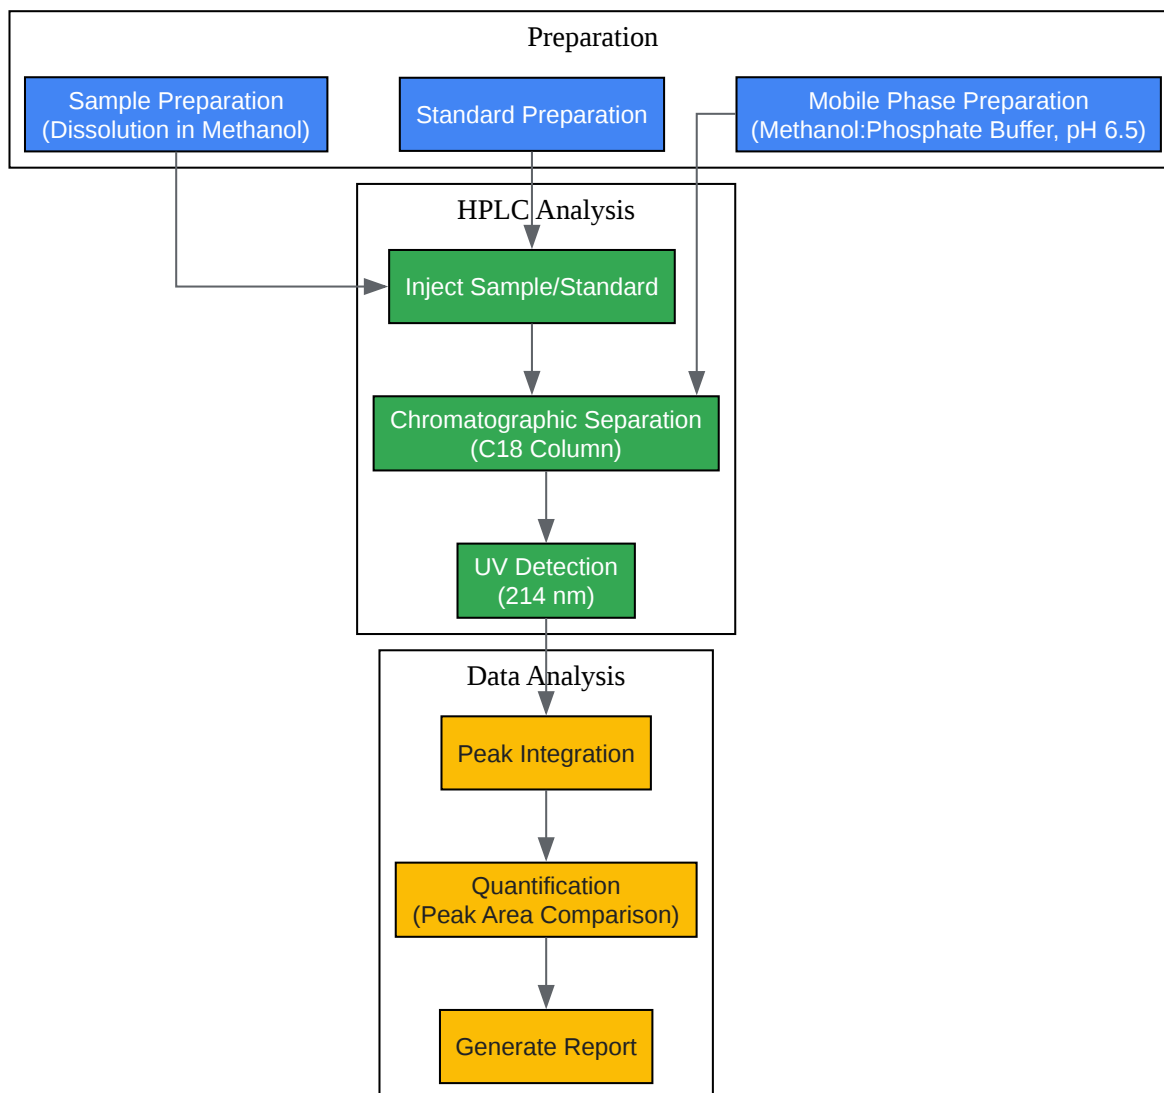 Preparation
Sample Preparation
(Dissolution in Methanol)
Standard Preparation
Mobile Phase Preparation
(Methanol:Phosphate Buffer, pH 6.5)
HPLC Analysis
Inject Sample/Standard
Chromatographic Separation
(C18 Column)
UV Detection
(214 nm)
Data Analysis
Peak Integration
Quantification
(Peak Area Comparison)
Generate Report